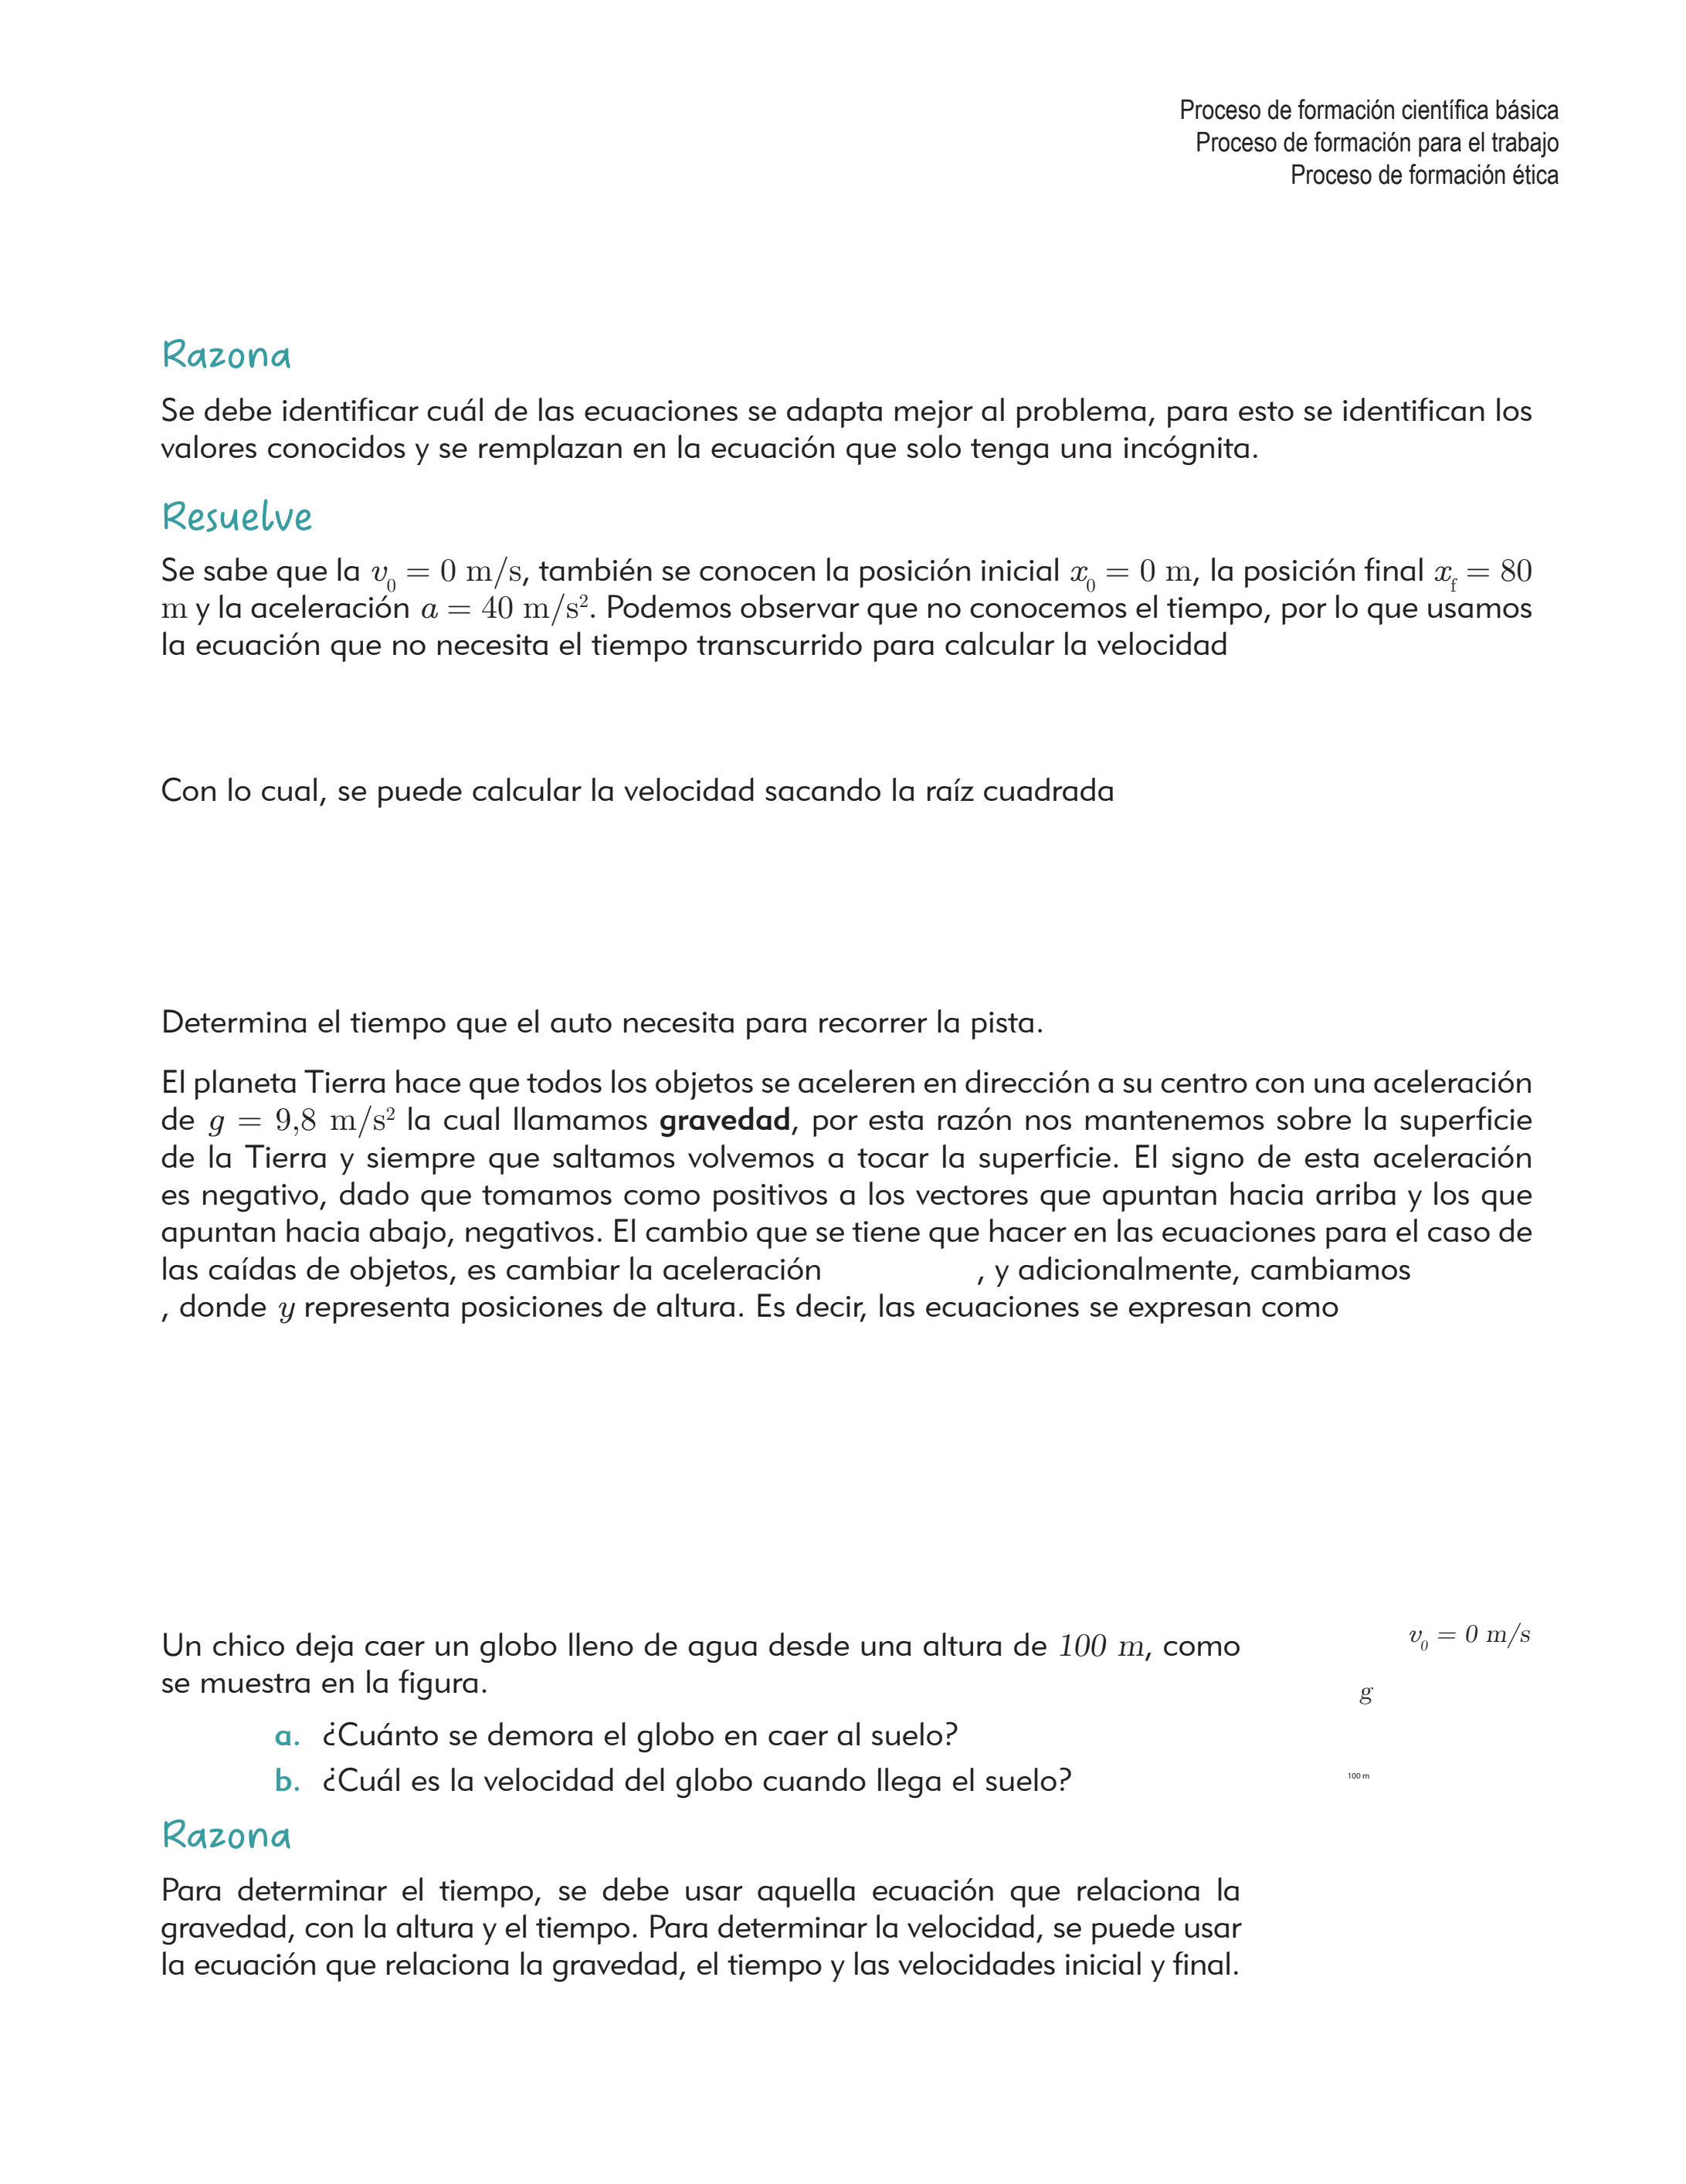 Proceso de formación científica básica
Proceso de formación para el trabajo
Proceso de formación ética
Razona
Se debe identificar cuál de las ecuaciones se adapta mejor al problema, para esto se identifican los
valores conocidos y se remplazan en la ecuación que solo tenga una incógnita.
Resuelve
Se sabe que la v₀ = 0 m/s, también se conocen la posición inicial x₀ = 0 m, la posición final x_f = 80
m y la aceleración a = 40 m/s². Podemos observar que no conocemos el tiempo, por lo que usamos
la ecuación que no necesita el tiempo transcurrido para calcular la velocidad
Con lo cual, se puede calcular la velocidad sacando la raíz cuadrada
Determina el tiempo que el auto necesita para recorrer la pista.
El planeta Tierra hace que todos los objetos se aceleren en dirección a su centro con una aceleración
de g = 9,8 m/s² la cual llamamos gravedad, por esta razón nos mantenemos sobre la superficie
de la Tierra y siempre que saltamos volvemos a tocar la superficie. El signo de esta aceleración
es negativo, dado que tomamos como positivos a los vectores que apuntan hacia arriba y los que
apuntan hacia abajo, negativos. El cambio que se tiene que hacer en las ecuaciones para el caso de
las caídas de objetos, es cambiar la aceleración , y adicionalmente, cambiamos
, donde y representa posiciones de altura. Es decir, las ecuaciones se expresan como
Un chico deja caer un globo lleno de agua desde una altura de 100 m, como
se muestra en la figura.
a. ¿Cuánto se demora el globo en caer al suelo?
b. ¿Cuál es la velocidad del globo cuando llega el suelo?
Razona
Para determinar el tiempo, se debe usar aquella ecuación que relaciona la
gravedad, con la altura y el tiempo. Para determinar la velocidad, se puede usar
la ecuación que relaciona la gravedad, el tiempo y las velocidades inicial y final.
v₀ = 0 m/s
g
100 m